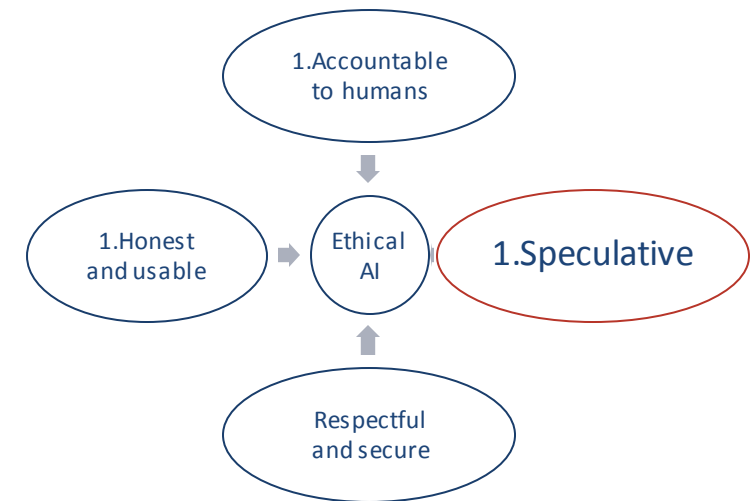 1.Accountable
to humans
1.Honest
and usable
Ethical
AI
1.Speculative
Respectful
and secure